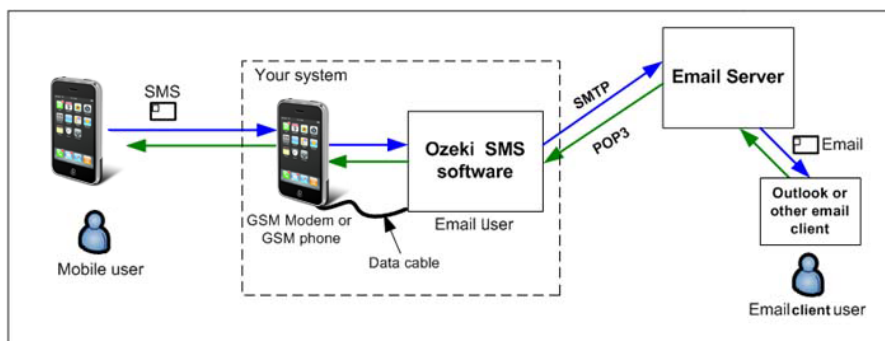 SMS
Mobile user
Your system
GSM Modem or
GSM phone
Ozeki SMS
software
Email User
Data cable
SMTP
POP3
Email Server
Email
Outlook or
other email
client
Email client user